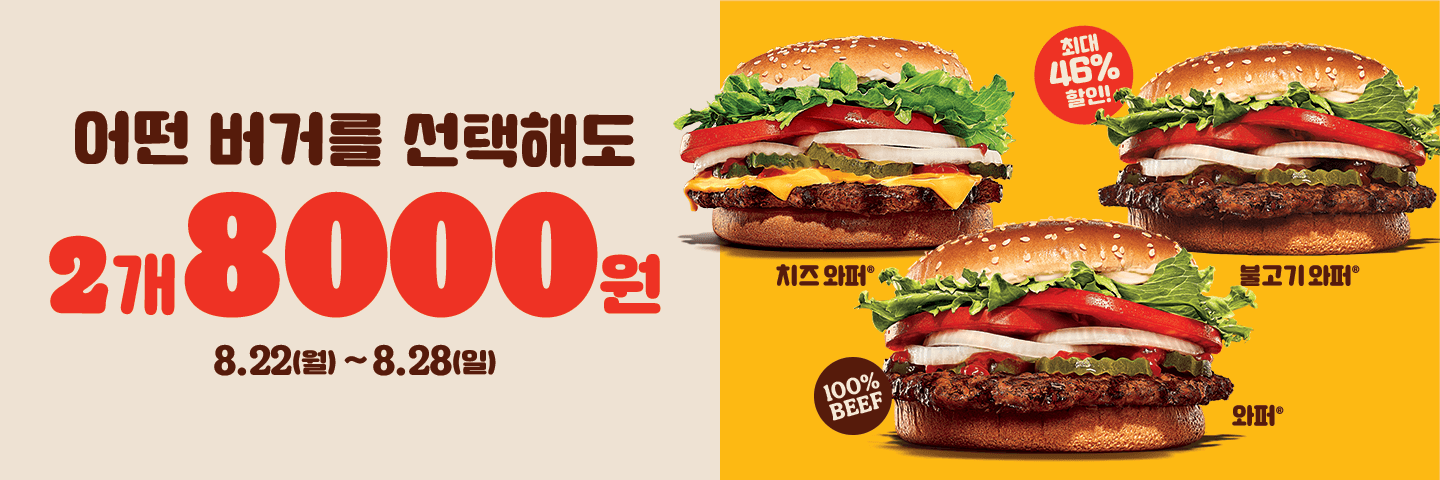 어떤 버거를 선택해도
2개 8000원
8.22(월) ~ 8.28(일)
최대
46%
할인!
치즈 와퍼®
불고기 와퍼®
100%
BEEF
와퍼®